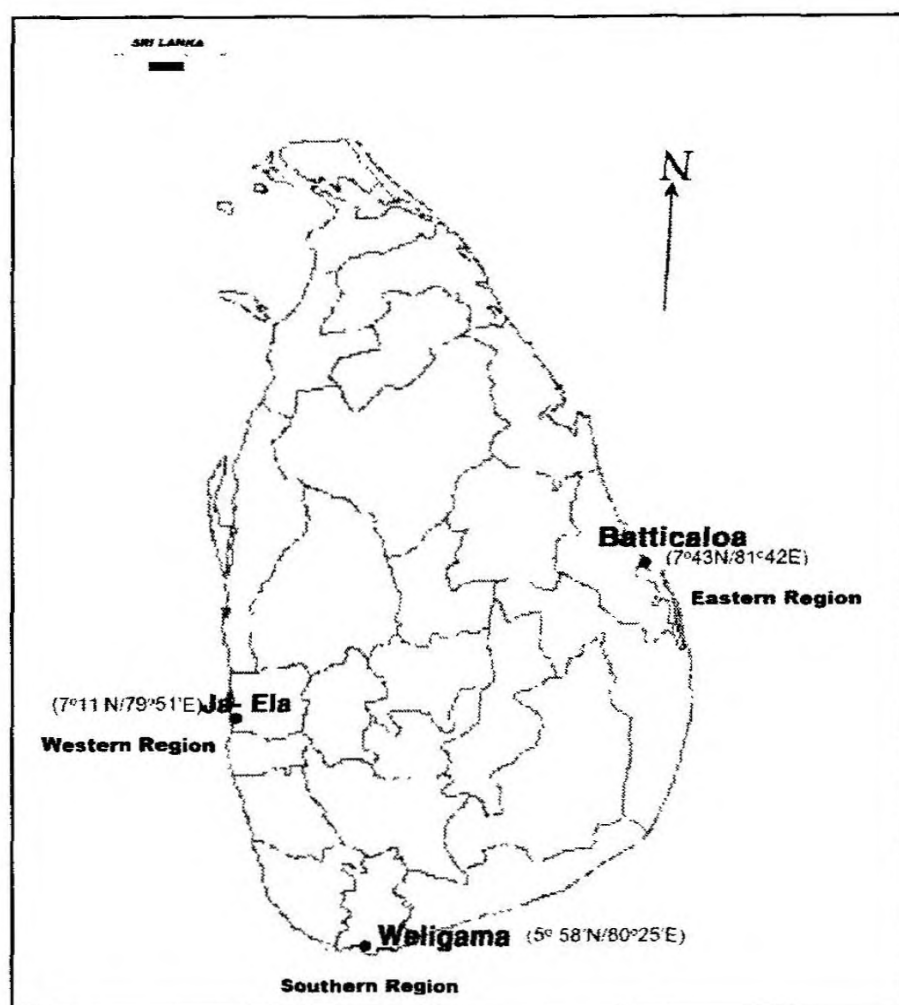 SRI LANKA
N
Batticaloa
(7°43N/81°42E)
Eastern Region
(7°11 N/79°51'E) Ja- Ela
Western Region
Weligama (5° 58'N/80°25'E)
Southern Region